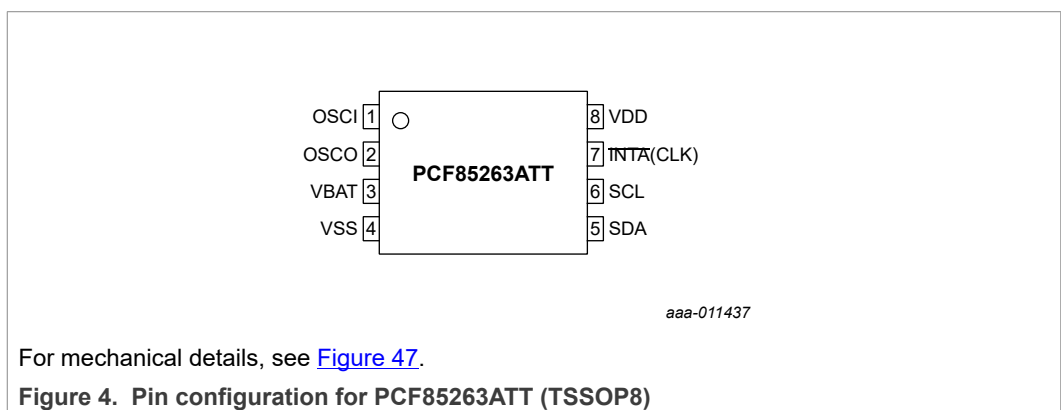 OSCI 1 8 VDD
OSCO 2 7 INTA(CLK)
PCF85263ATT
VBAT 3 6 SCL
VSS 4 5 SDA
aaa-011437
For mechanical details, see Figure 47.
Figure 4. Pin configuration for PCF85263ATT (TSSOP8)